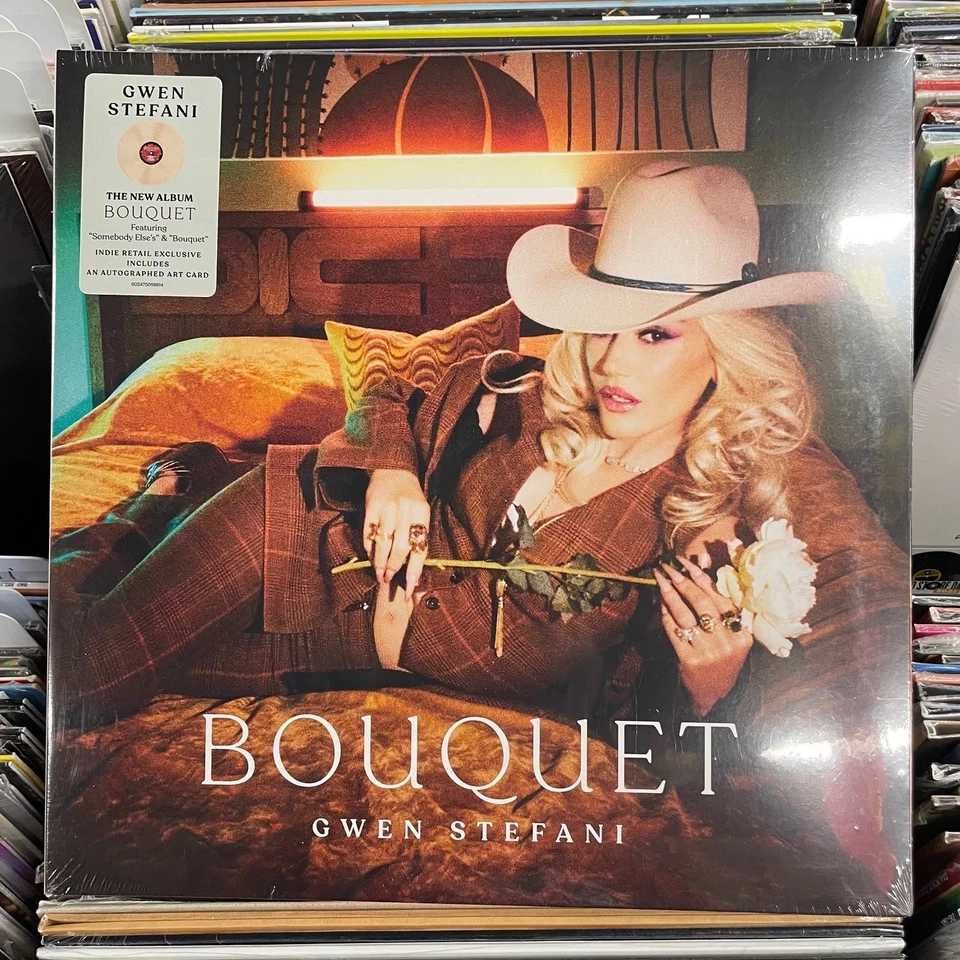 GWEN
STEFANI
THE NEW ALBUM
BOUQUET
Featuring
"Somebody Else's" & "Bouquet"
INDIE RETAIL EXCLUSIVE
INCLUDES
AN AUTOGRAPHED ART CARD
BOUQUET
GWEN STEFANI